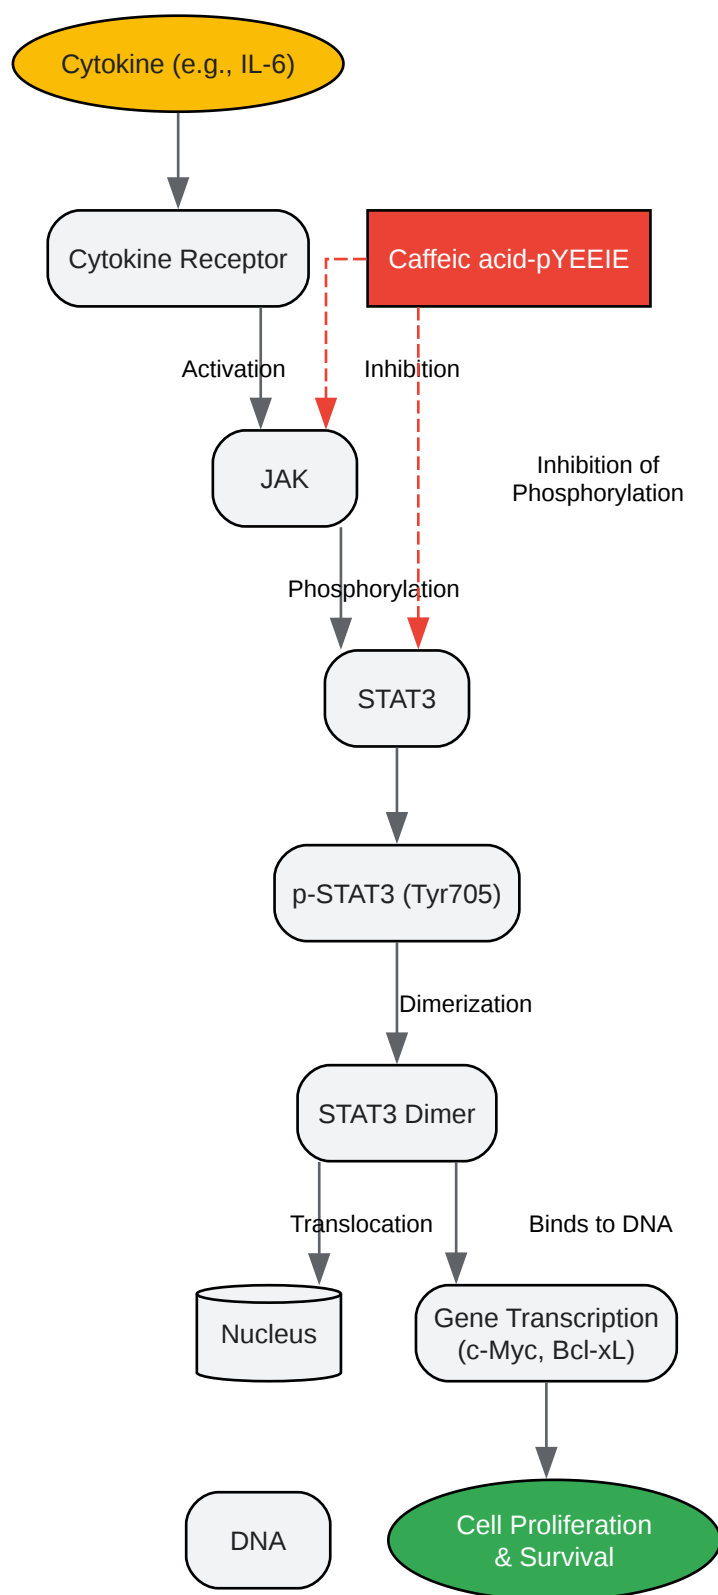 Cytokine (e.g., IL-6)
Cytokine Receptor
Caffeic acid-pYEEIE
Activation
Inhibition
JAK
Inhibition of
Phosphorylation
Phosphorylation
STAT3
p-STAT3 (Tyr705)
Dimerization
STAT3 Dimer
Translocation
Binds to DNA
Nucleus
Gene Transcription
(c-Myc, Bcl-xL)
DNA
Cell Proliferation
& Survival